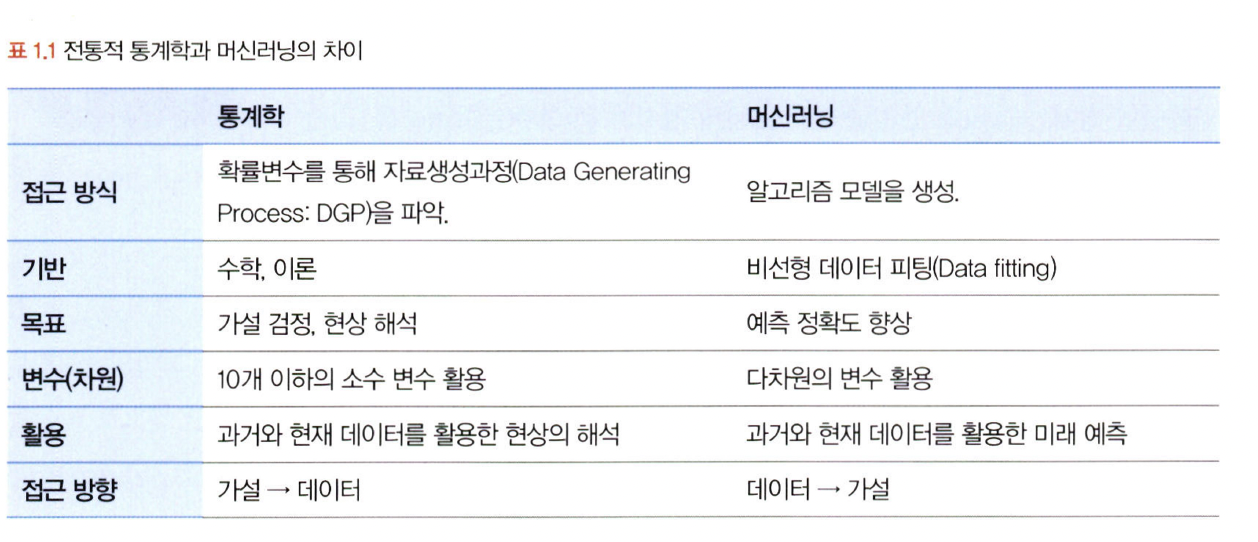 표 1.1 전통적 통계학과 머신러닝의 차이
통계학 머신러닝
접근 방식 확률변수를 통해 자료생성과정(Data Generating
Process: DGP)을 파악. 알고리즘 모델을 생성.
기반 수학, 이론 비선형 데이터 피팅(Data fitting)
목표 가설 검정, 현상 해석 예측 정확도 향상
변수(차원) 10개 이하의 소수 변수 활용 다차원의 변수 활용
활용 과거와 현재 데이터를 활용한 현상의 해석 과거와 현재 데이터를 활용한 미래 예측
접근 방향 가설 → 데이터 데이터 → 가설